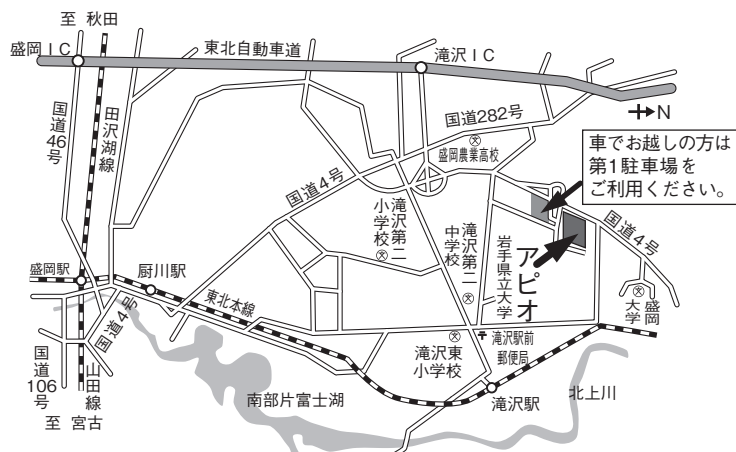 至 秋田
盛岡ＩＣ
東北自動車道
滝沢ＩＣ
N
国道46号
田沢湖線
国道282号
文
盛岡農業高校
車でお越しの方は
第1駐車場を
ご利用ください。
国道4号
滝沢第二
小学校
文
滝沢第二
中学校
文
岩手県立大学
アピオ
国道4号
文
盛岡
大学
盛岡駅
厨川駅
東北本線
国道4号
文
滝沢東
小学校
滝沢駅前
郵便局
国道
106号
山田線
至 宮古
南部片富士湖
滝沢駅
北上川